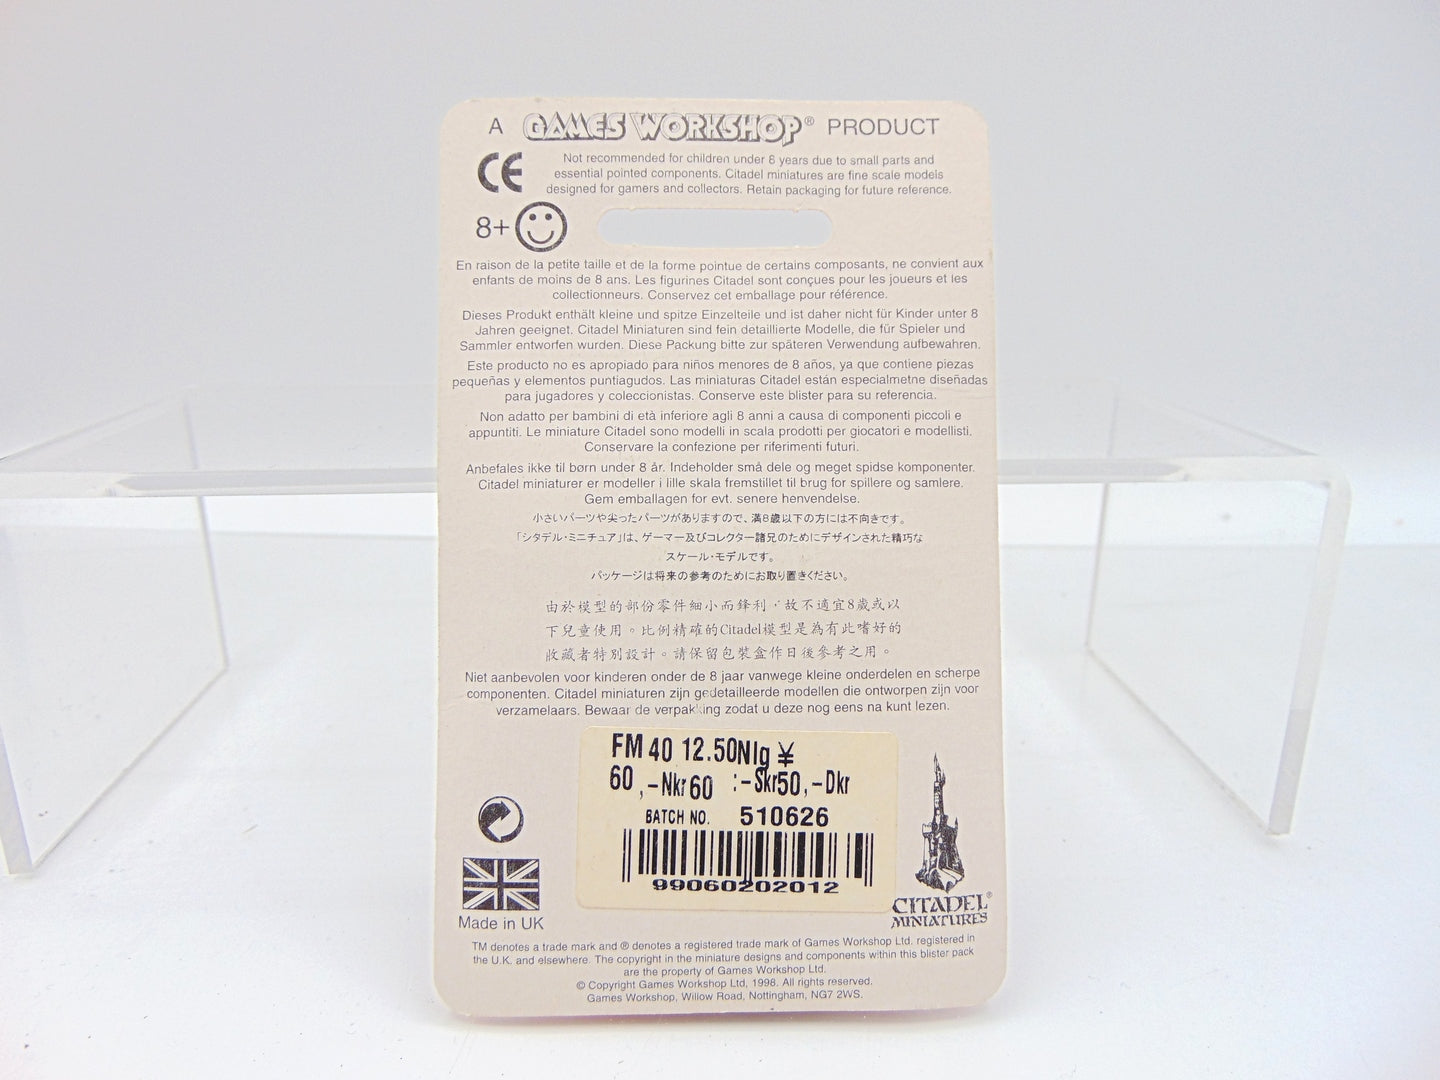 A GAMES WORKSHOP® PRODUCT
CE
Not recommended for children under 8 years due to small parts and
essential pointed components. Citadel miniatures are fine scale models
designed for gamers and collectors. Retain packaging for future reference.
8+
En raison de la petite taille et de la forme pointue de certains composants, ne convient aux
enfants de moins de 8 ans. Les figurines Citadel sont conçues pour les joueurs et les
collectionneurs. Conservez cet emballage pour référence.
Dieses Produkt enthält kleine und spitze Einzelteile und ist daher nicht für Kinder unter 8
Jahren geeignet. Citadel Miniaturen sind fein detaillierte Modelle, die für Spieler und
Sammler entworfen wurden. Diese Packung bitte zur späteren Verwendung aufbewahren.
Este producto no es apropiado para niños menores de 8 años, ya que contiene piezas
pequeñas y elementos puntiagudos. Las miniaturas Citadel están especialmetne diseñadas
para jugadores y coleccionistas. Conserve este blister para su referencia.
Non adatto per bambini di età inferiore agli 8 anni a causa di componenti piccoli e
appuntiti. Le miniature Citadel sono modelli in scala prodotti per giocatori e modellisti.
Conservare la confezione per riferimenti futuri.
Anbefales ikke til børn under 8 år. Indeholder små dele og meget spidse komponenter.
Citadel miniaturer er modeller i lille skala fremstillet til brug for spillere og samlere.
Gem emballagen for evt. senere henvendelse.
小さいパーツや尖ったパーツがありますので、満8歳以下の方には不向きです。
「シタデル・ミニチュア」は、ゲーマー及びコレクター諸兄のためにデザインされた精巧な
スケール・モデルです。
パッケージは将来の参考のためにお取り置きください。
由於模型的部份零件細小而鋒利，故不適宜8歲或以
下兒童使用。比例精確的Citadel模型是為有此嗜好的
收藏者特別設計。請保留包裝盒作日後參考之用。
Niet aanbevolen voor kinderen onder de 8 jaar vanwege kleine onderdelen en scherpe
componenten. Citadel miniaturen zijn gedetailleerde modellen die ontworpen zijn voor
verzamelaars. Bewaar de verpakking zodat u deze nog eens na kunt lezen.
FM 40 12.50Nlg ¥
60,-Nkr60 :-Skr50,-Dkr
BATCH NO. 510626
99060202012
Made in UK
CITADEL®
MINIATURES
TM denotes a trade mark and ® denotes a registered trade mark of Games Workshop Ltd. registered in
the U.K. and elsewhere. The copyright in the miniature designs and components within this blister pack
are the property of Games Workshop Ltd.
© Copyright Games Workshop Ltd, 1998. All rights reserved.
Games Workshop, Willow Road, Nottingham, NG7 2WS.